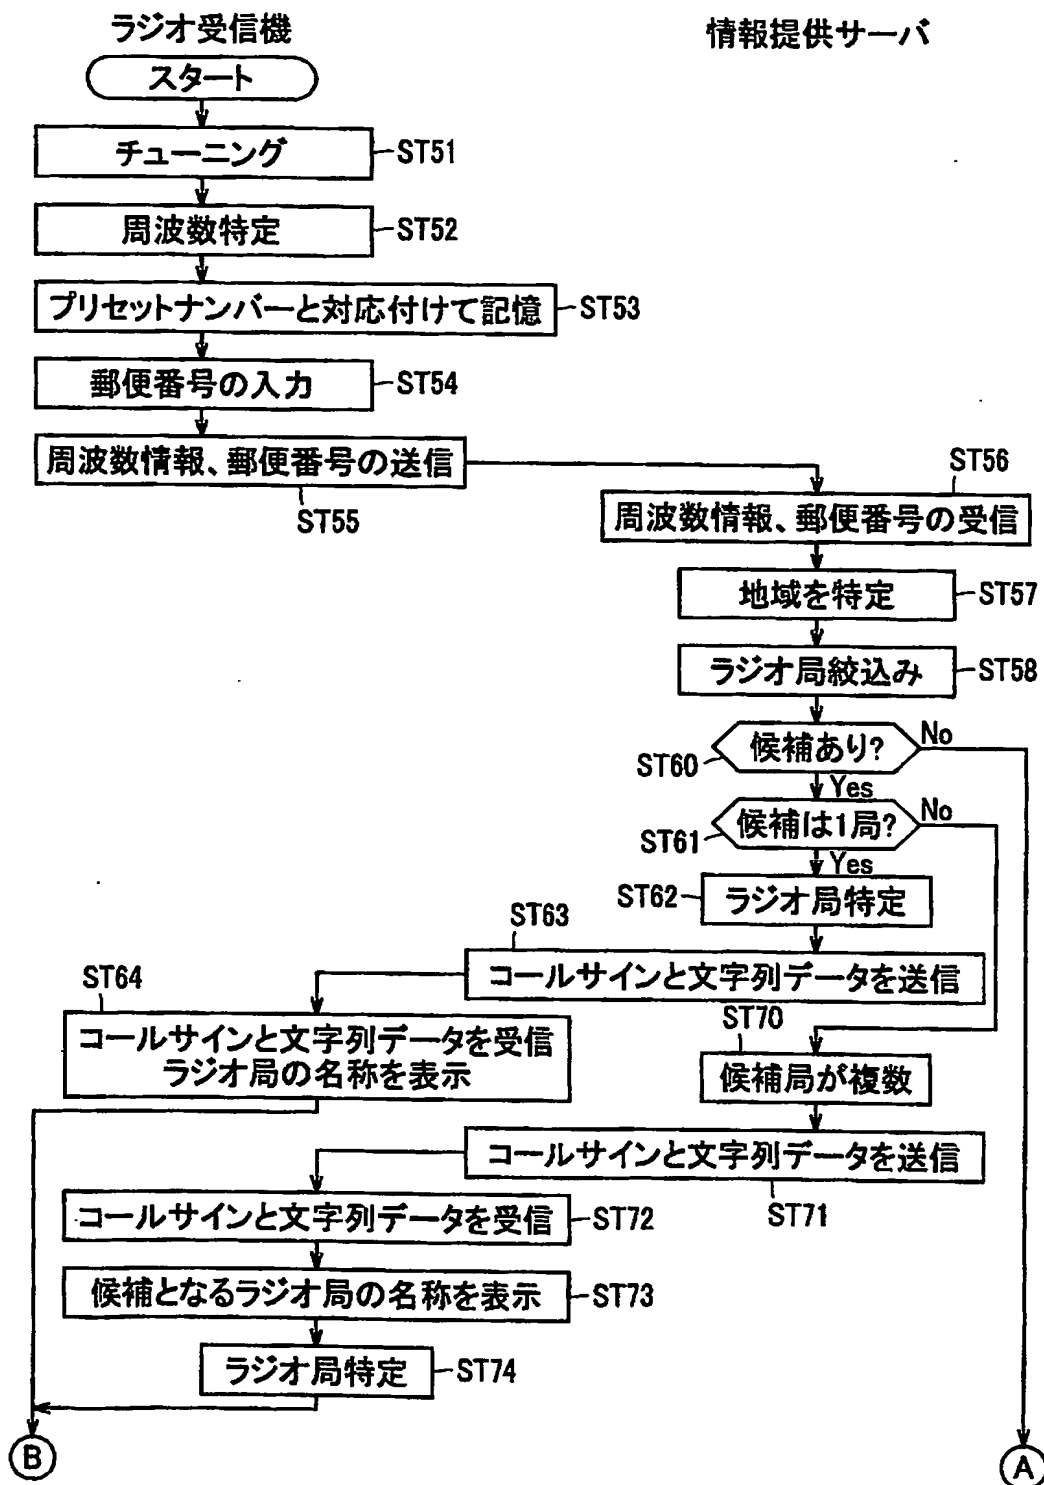 ラジオ受信機
情報提供サーバ
スタート
チューニング
ST51
周波数特定
ST52
プリセットナンバーと対応付けて記憶
ST53
郵便番号の入力
ST54
周波数情報、郵便番号の送信
ST55
ST56
周波数情報、郵便番号の受信
地域を特定
ST57
ラジオ局絞込み
ST58
候補あり?
No
ST60
Yes
候補は1局?
No
ST61
Yes
ST62
ラジオ局特定
ST63
コールサインと文字列データを送信
ST64
コールサインと文字列データを受信
ラジオ局の名称を表示
ST70
候補局が複数
コールサインと文字列データを送信
ST71
コールサインと文字列データを受信
ST72
候補となるラジオ局の名称を表示
ST73
ラジオ局特定
ST74
B
A